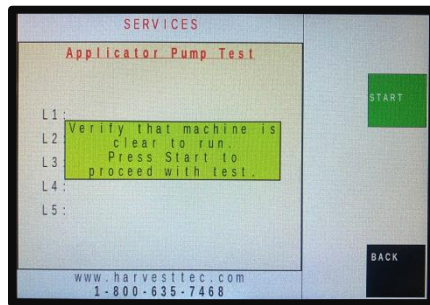 SERVICES
Applicator Pump Test
START
L1:
Verify that machine is
L2
clear to run.
L3
Press Start to
proceed with test.
L4:
L5:
BACK
www.harvesttec.com
1-800-635-7468